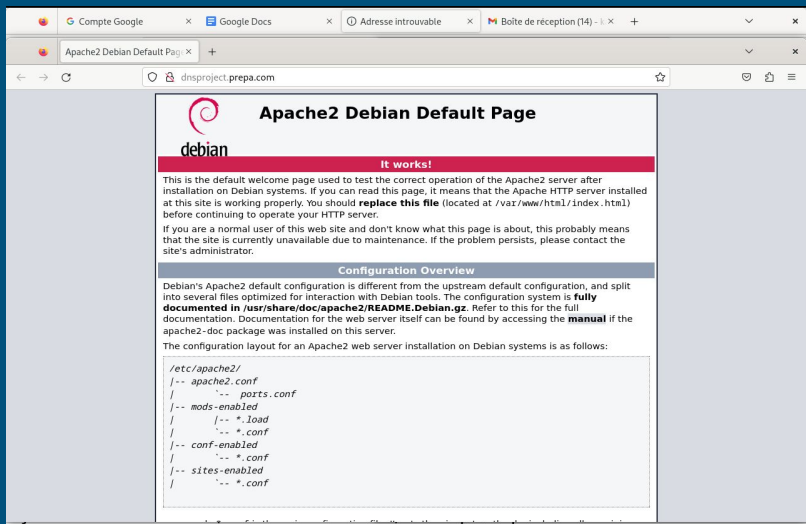 Compte Google
Google Docs
Adresse introuvable
Boîte de réception (14) -
Apache2 Debian Default Pag
dnsproject.prepa.com
Apache2 Debian Default Page
debian
It works!
This is the default welcome page used to test the correct operation of the Apache2 server after
installation on Debian systems. If you can read this page, it means that the Apache HTTP server installed
at this site is working properly. You should replace this file (located at /var/www/html/index.html)
before continuing to operate your HTTP server.
If you are a normal user of this web site and don't know what this page is about, this probably means
that the site is currently unavailable due to maintenance. If the problem persists, please contact the
site's administrator.
Configuration Overview
Debian's Apache2 default configuration is different from the upstream default configuration, and split
into several files optimized for interaction with Debian tools. The configuration system is fully
documented in /usr/share/doc/apache2/README.Debian.gz. Refer to this for the full
documentation. Documentation for the web server itself can be found by accessing the manual if the
apache2-doc package was installed on this server.
The configuration layout for an Apache2 web server installation on Debian systems is as follows:
/etc/apache2/
|-- apache2.conf
|       `--  ports.conf
|-- mods-enabled
|       |-- *.load
|       `-- *.conf
|-- conf-enabled
|       `-- *.conf
|-- sites-enabled
|       `-- *.conf